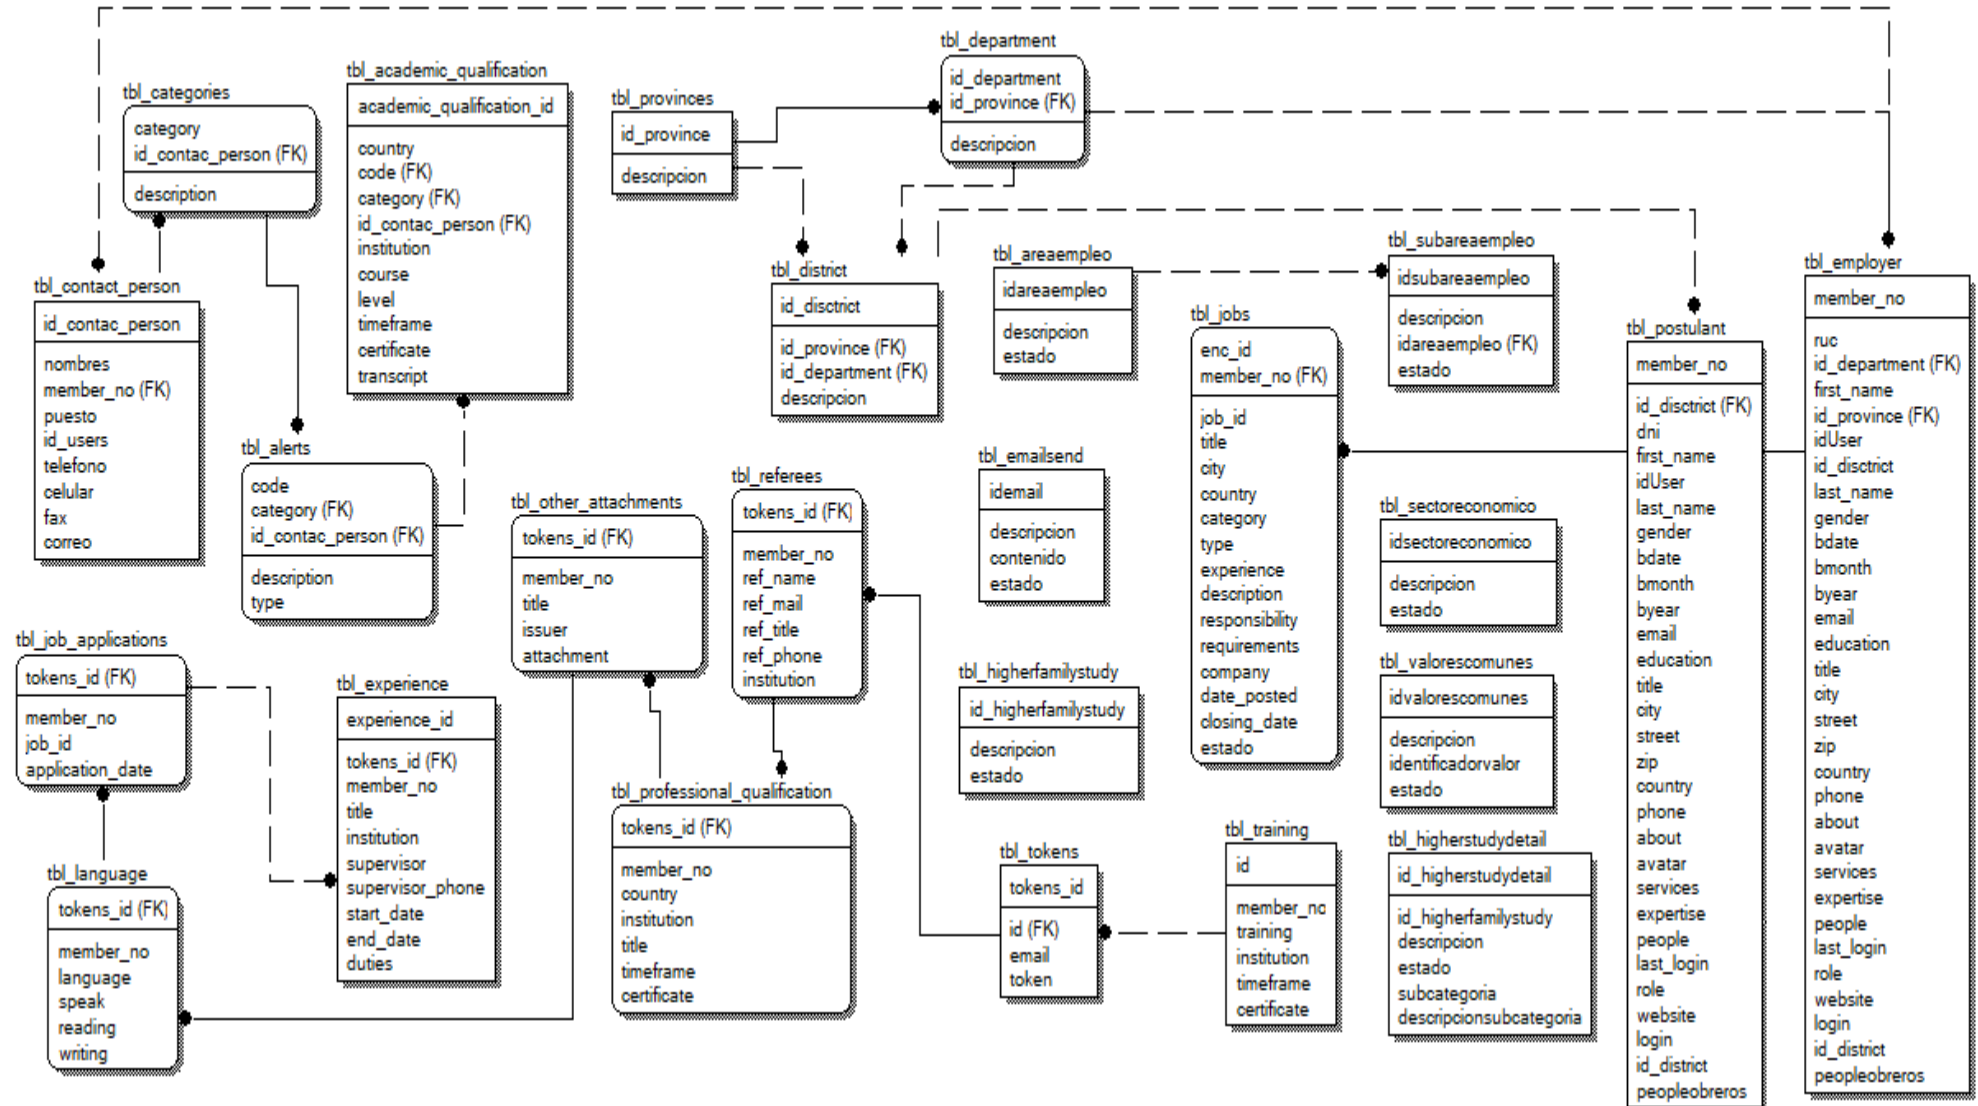 tbl_department
id_department
id_province (FK)
descripcion
tbl_academic_qualification
academic_qualification_id
country
code (FK)
category (FK)
id_contac_person (FK)
institution
course
level
timeframe
certificate
transcript
tbl_categories
category
id_contac_person (FK)
description
tbl_provinces
id_province
descripcion
tbl_contact_person
id_contac_person
nombres
member_no (FK)
puesto
id_users
telefono
celular
fax
correo
tbl_district
id_disctrict
id_province (FK)
id_department (FK)
descripcion
tbl_areaempleo
idareaempleo
descripcion
estado
tbl_subareaempleo
idsubareaempleo
descripcion
idareaempleo (FK)
estado
tbl_employer
member_no
ruc
id_department (FK)
first_name
id_province (FK)
idUser
id_disctrict
last_name
gender
bdate
bmonth
byear
email
education
title
city
street
zip
country
phone
about
avatar
services
expertise
people
last_login
role
website
login
id_district
peopleobreros
tbl_postulant
member_no
id_disctrict (FK)
dni
first_name
idUser
last_name
gender
bdate
bmonth
byear
email
education
title
city
street
zip
country
phone
about
avatar
services
expertise
people
last_login
role
website
login
id_district
peopleobreros
tbl_jobs
enc_id
member_no (FK)
job_id
title
city
country
category
type
experience
description
responsibility
requirements
company
date_posted
closing_date
estado
tbl_alerts
code
category (FK)
id_contac_person (FK)
description
type
tbl_other_attachments
tokens_id (FK)
member_no
title
issuer
attachment
tbl_referees
tokens_id (FK)
member_no
ref_name
ref_mail
ref_title
ref_phone
institution
tbl_emailsend
idemail
descripcion
contenido
estado
tbl_sectoreconomico
idsectoreconomico
descripcion
estado
tbl_job_applications
tokens_id (FK)
member_no
job_id
application_date
tbl_experience
experience_id
tokens_id (FK)
member_no
title
institution
supervisor
supervisor_phone
start_date
end_date
duties
tbl_higherfamilystudy
id_higherfamilystudy
descripcion
estado
tbl_valorescomunes
idvalorescomunes
descripcion
identificadorvalor
estado
tbl_professional_qualification
tokens_id (FK)
member_no
country
institution
title
timeframe
certificate
tbl_language
tokens_id (FK)
member_no
language
speak
reading
writing
tbl_tokens
tokens_id
id (FK)
email
token
tbl_training
id
member_no
training
institution
timeframe
certificate
tbl_higherstudydetail
id_higherstudydetail
id_higherfamilystudy
descripcion
estado
subcategoria
descripcionsubcategoria